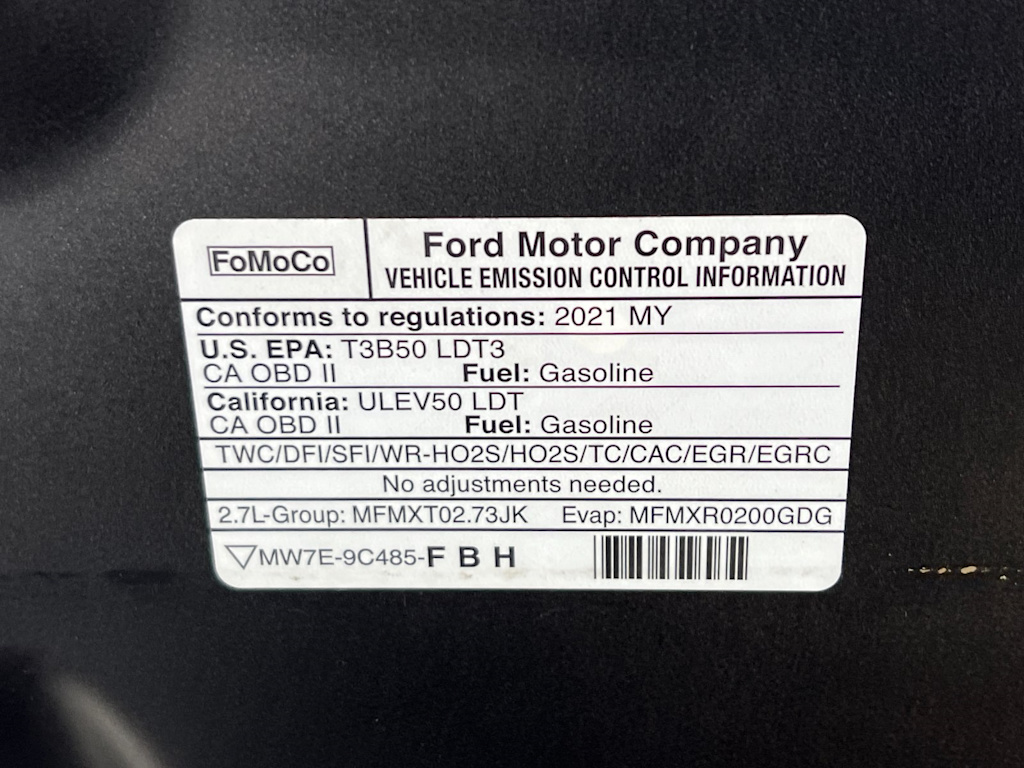 FoMoCo
Ford Motor Company
VEHICLE EMISSION CONTROL INFORMATION
Conforms to regulations: 2021 MY
U.S. EPA: T3B50 LDT3
CA OBD II Fuel: Gasoline
California: ULEV50 LDT
CA OBD II Fuel: Gasoline
TWC/DFI/SFI/WR-HO2S/HO2S/TC/CAC/EGR/EGRC
No adjustments needed.
2.7L-Group: MFMXT02.73JK Evap: MFMXR0200GDG
MW7E-9C485-F B H